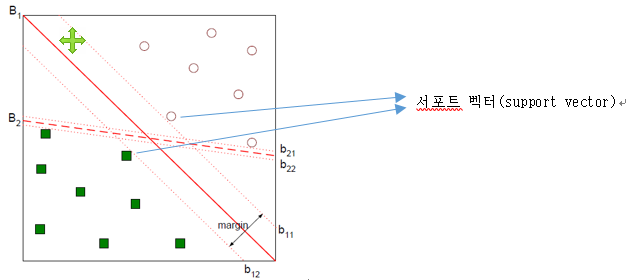 B1
서포트 벡터(support vector)
B2
b21
b22
margin
b11
b12